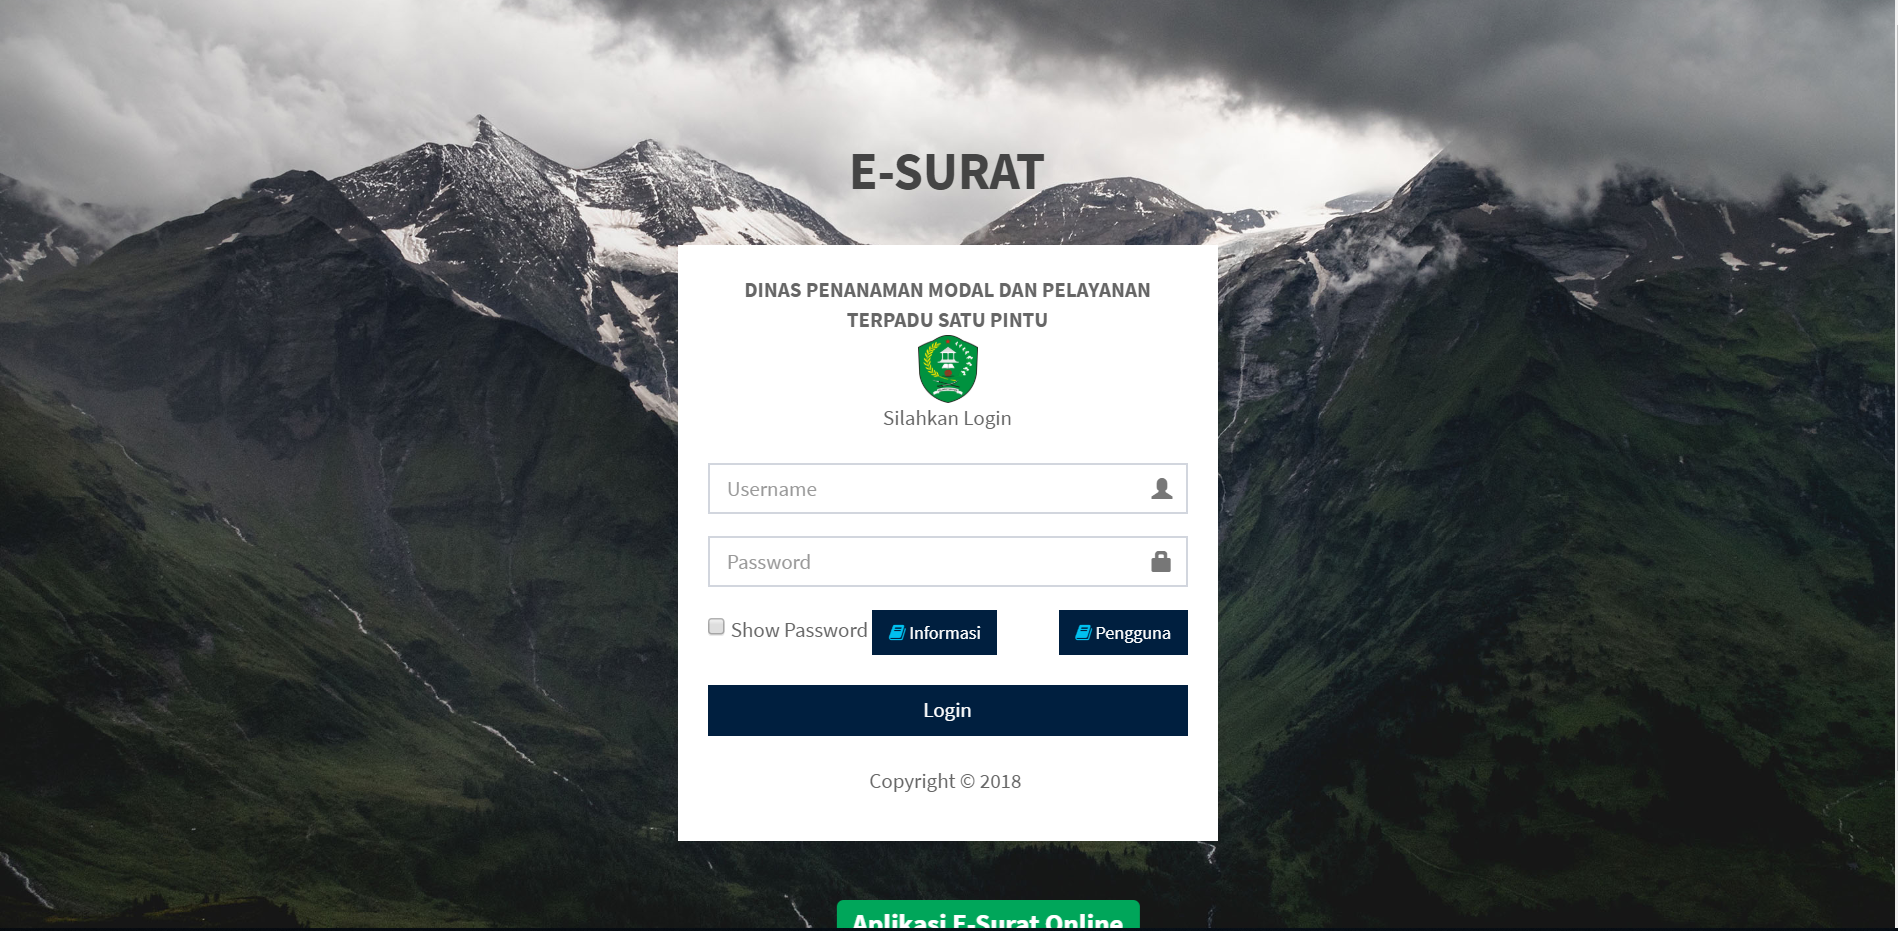 E-SURAT
DINAS PENANAMAN MODAL DAN PELAYANAN
TERPADU SATU PINTU
Silahkan Login
Username
Password
Show Password
Informasi
Pengguna
Login
Copyright © 2018
Aplikasi E-Surat Online